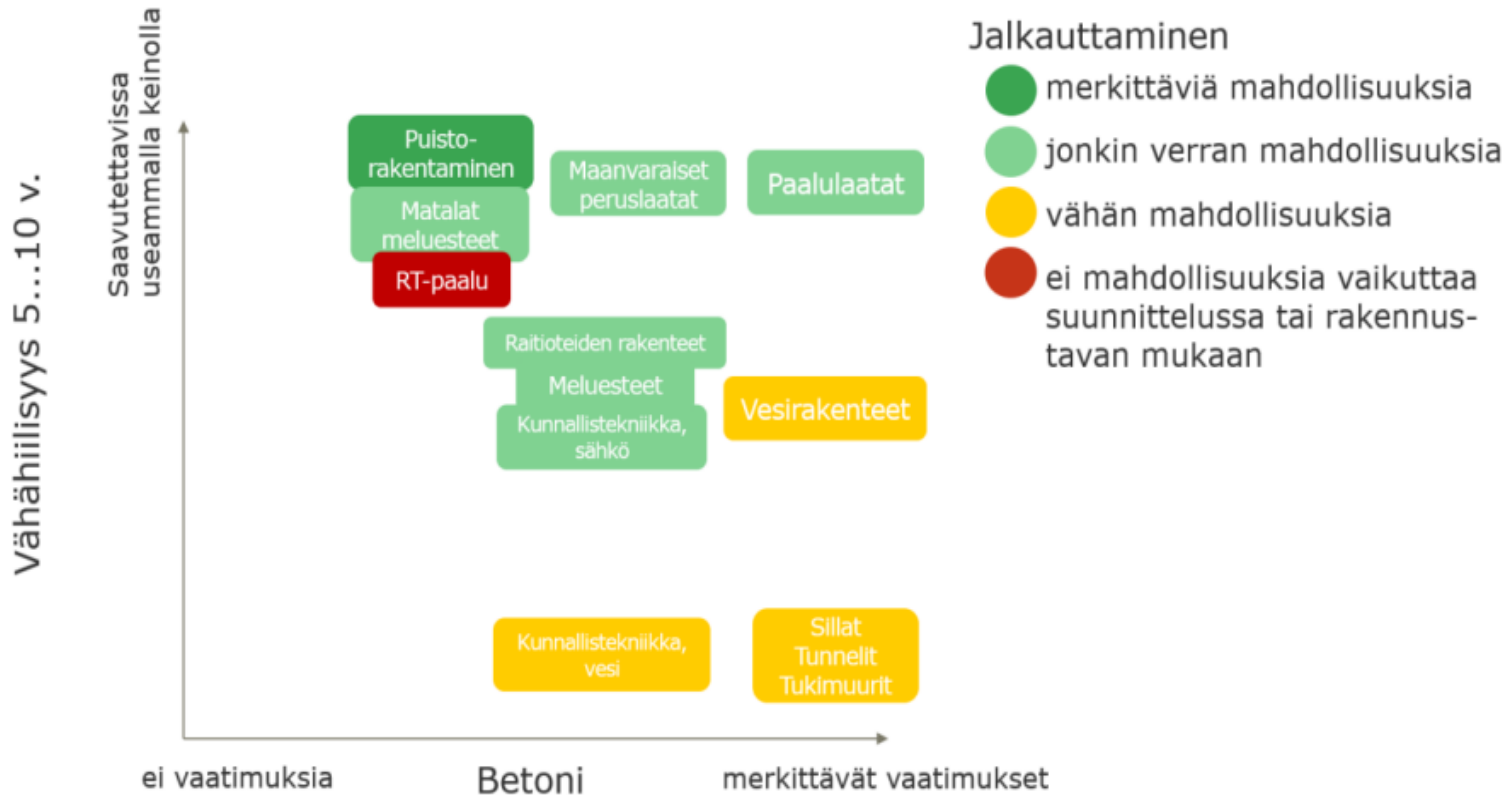 Vähähiilisyys 5...10 v.
Saavutettavissa
useammalla keinolla
Puisto-
rakentaminen
Matalat
meluesteet
RT-paalu
Maanvaraiset
peruslaatat
Paalulaatat
Raitioteiden rakenteet
Meluesteet
Kunnallistekniikka,
sähkö
Vesirakenteet
Kunnallistekniikka,
vesi
Sillat
Tunnelit
Tukimuurit
ei vaatimuksia
Betoni
merkittävät vaatimukset
Jalkauttaminen
merkittäviä mahdollisuuksia
jonkin verran mahdollisuuksia
vähän mahdollisuuksia
ei mahdollisuuksia vaikuttaa
suunnittelussa tai rakennus-
tavan mukaan